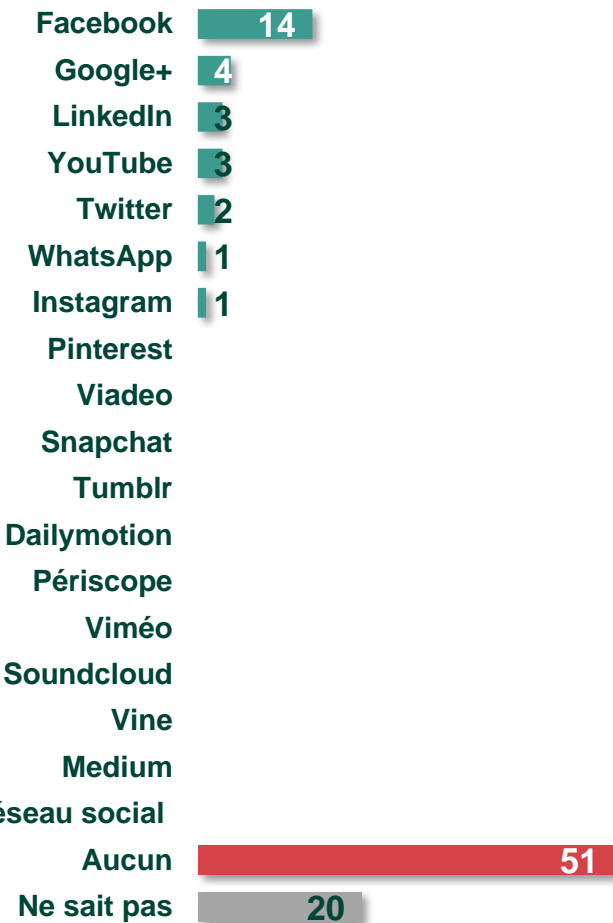 Facebook 14
Google+ 4
LinkedIn 3
YouTube 3
Twitter 2
WhatsApp 1
Instagram 1
Pinterest
Viadeo
Snapchat
Tumblr
Dailymotion
Périscope
Viméo
Soundcloud
Vine
Medium
social
Aucun 51
Ne sait pas 20